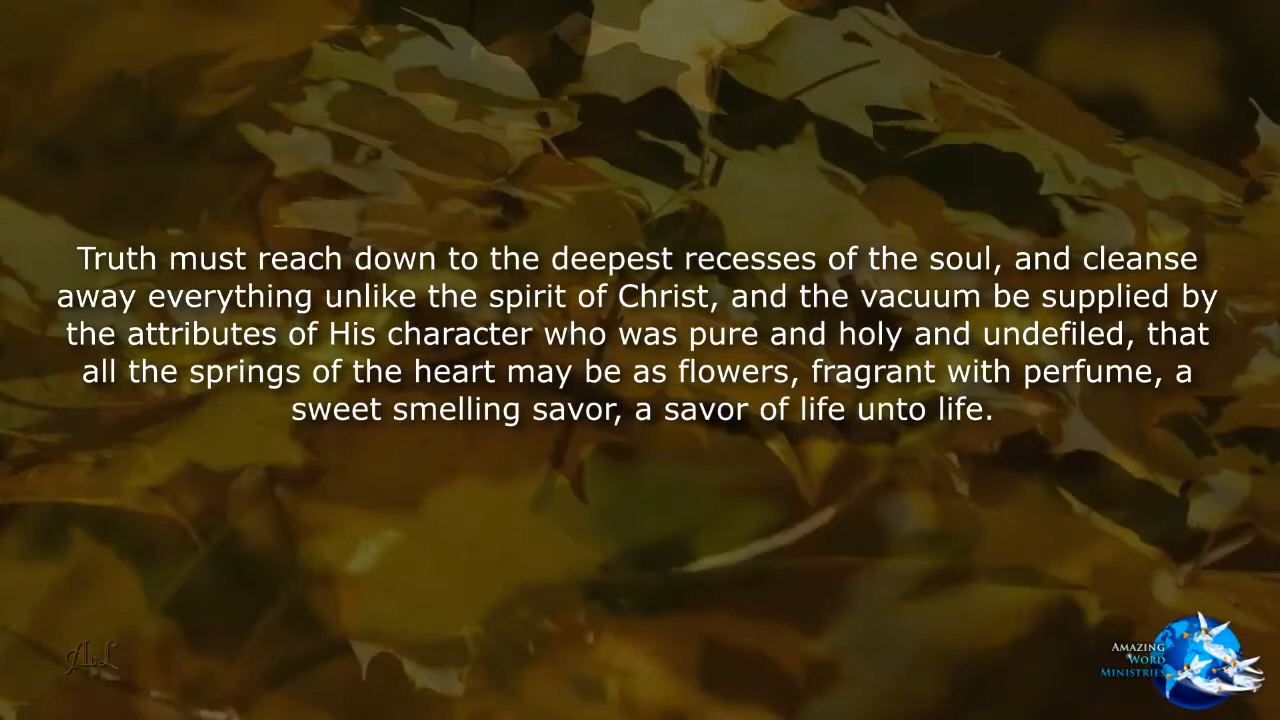 Truth must reach down to the deepest recesses of the soul, and cleanse
away everything unlike the spirit of Christ, and the vacuum be supplied by
the attributes of His character who was pure and holy and undefiled, that
all the springs of the heart may be as flowers, fragrant with perfume, a
sweet smelling savor, a savor of life unto life.
AMAZING
WORD
MINISTRIES